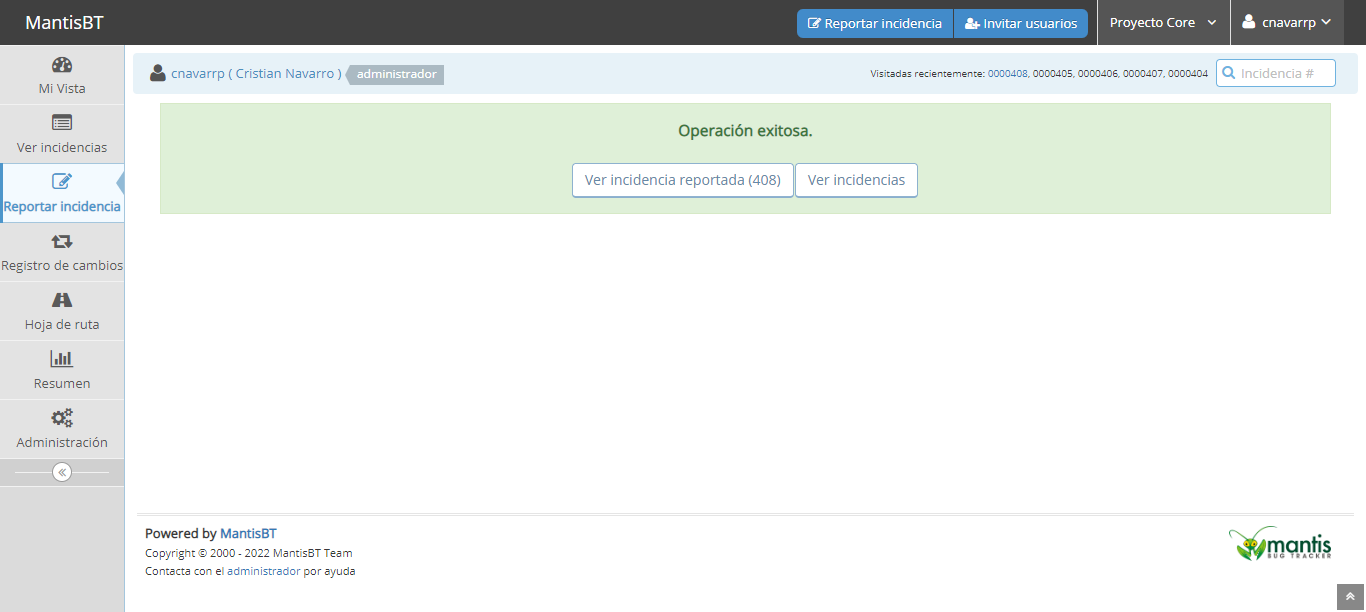 MantisBT
Reportar incidencia
Invitar usuarios
Proyecto Core
cnavarrp
Mi Vista
Ver incidencias
Reportar incidencia
Registro de cambios
Hoja de ruta
Resumen
Administración
cnavarrp ( Cristian Navarro ) administrador
Visitadas recientemente: 0000408, 0000405, 0000406, 0000407, 0000404
Incidencia #
Operación exitosa.
Ver incidencia reportada (408)
Ver incidencias
Powered by MantisBT
Copyright © 2000 - 2022 MantisBT Team
Contacta con el administrador por ayuda
mantis
BUG TRACKER